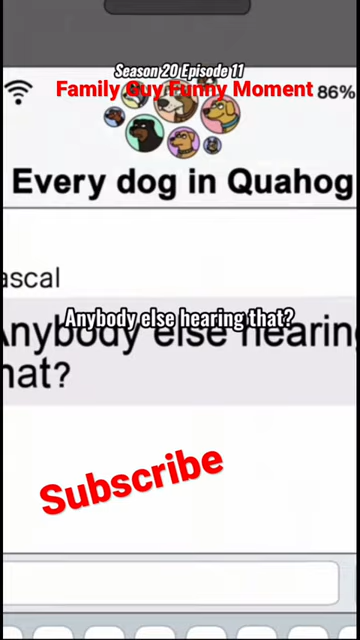 Season 20 Episode 11
Family Guy Funny Moment
86%
Every dog in Quahog
ascal
Anybody else hearing that?
Anybody else hearin
hat?
Subscribe